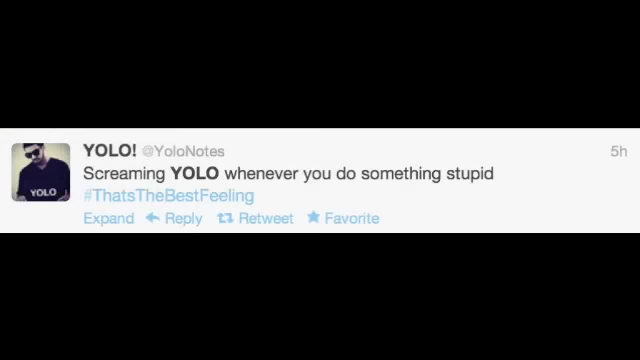 YOLO! @YoloNotes 5h
Screaming YOLO whenever you do something stupid
#ThatsTheBestFeeling
Expand Reply Retweet Favorite
YOLO